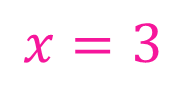 x = 3